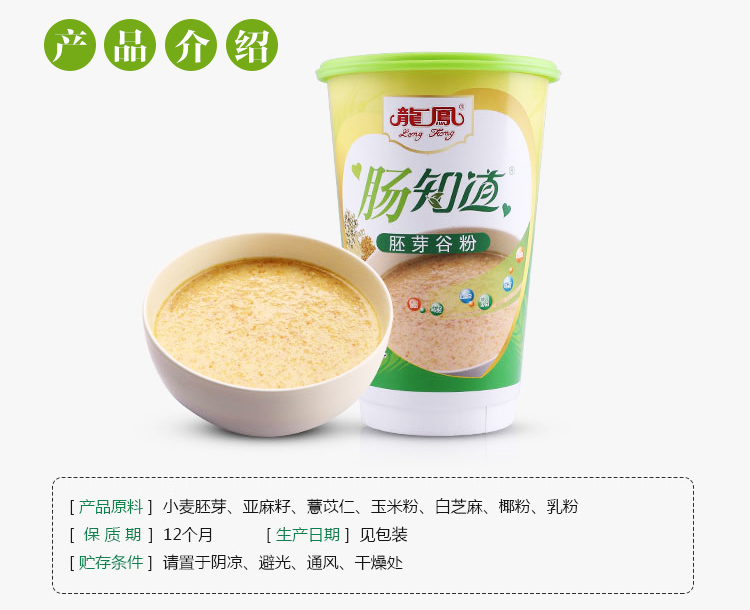 产品介绍
龍鳳®
Long Fong
肠知道®
胚芽谷粉
[ 产品原料 ] 小麦胚芽、亚麻籽、薏苡仁、玉米粉、白芝麻、椰粉、乳粉
[ 保 质 期 ] 12个月 [ 生产日期 ] 见包装
[ 贮存条件 ] 请置于阴凉、避光、通风、干燥处